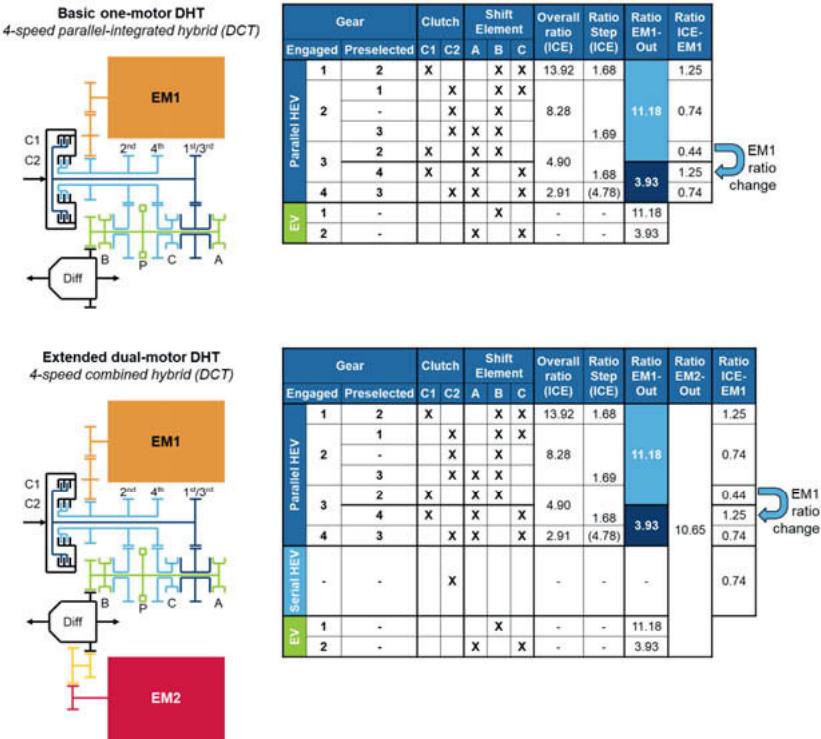 Basic one-motor DHT
4-speed parallel-integrated hybrid (DCT)
EM1
C1
C2
2nd 4th 1st/3rd
B P C A
Diff
Gear Clutch Shift Element Overall ratio (ICE) Ratio Step (ICE) Ratio EM1-Out Ratio ICE-EM1
Engaged Preselected C1 C2 A B C
Parallel HEV
1 2 X X X 13.92 1.68 11.18 1.25
2 1 X X X 8.28 0.74
- X X
3 X X X 1.69
3 2 X X X 4.90 0.44
4 X X X 1.68 3.93 1.25
4 3 X X X 2.91 (4.78) 0.74
EV
1 - X - - 11.18
2 - X X - - 3.93
EM1 ratio change
Extended dual-motor DHT
4-speed combined hybrid (DCT)
EM1
C1
C2
2nd 4th 1st/3rd
B P C A
Diff
EM2
Gear Clutch Shift Element Overall ratio (ICE) Ratio Step (ICE) Ratio EM1-Out Ratio EM2-Out Ratio ICE-EM1
Engaged Preselected C1 C2 A B C
Parallel HEV
1 2 X X X 13.92 1.68 11.18 10.65 1.25
2 1 X X X 8.28 0.74
- X X
3 X X X 1.69
3 2 X X X 4.90 0.44
4 X X X 1.68 3.93 1.25
4 3 X X X 2.91 (4.78) 0.74
Serial HEV
- - X - - - 0.74
EV
1 - X - - 11.18
2 - X X - - 3.93
EM1 ratio change